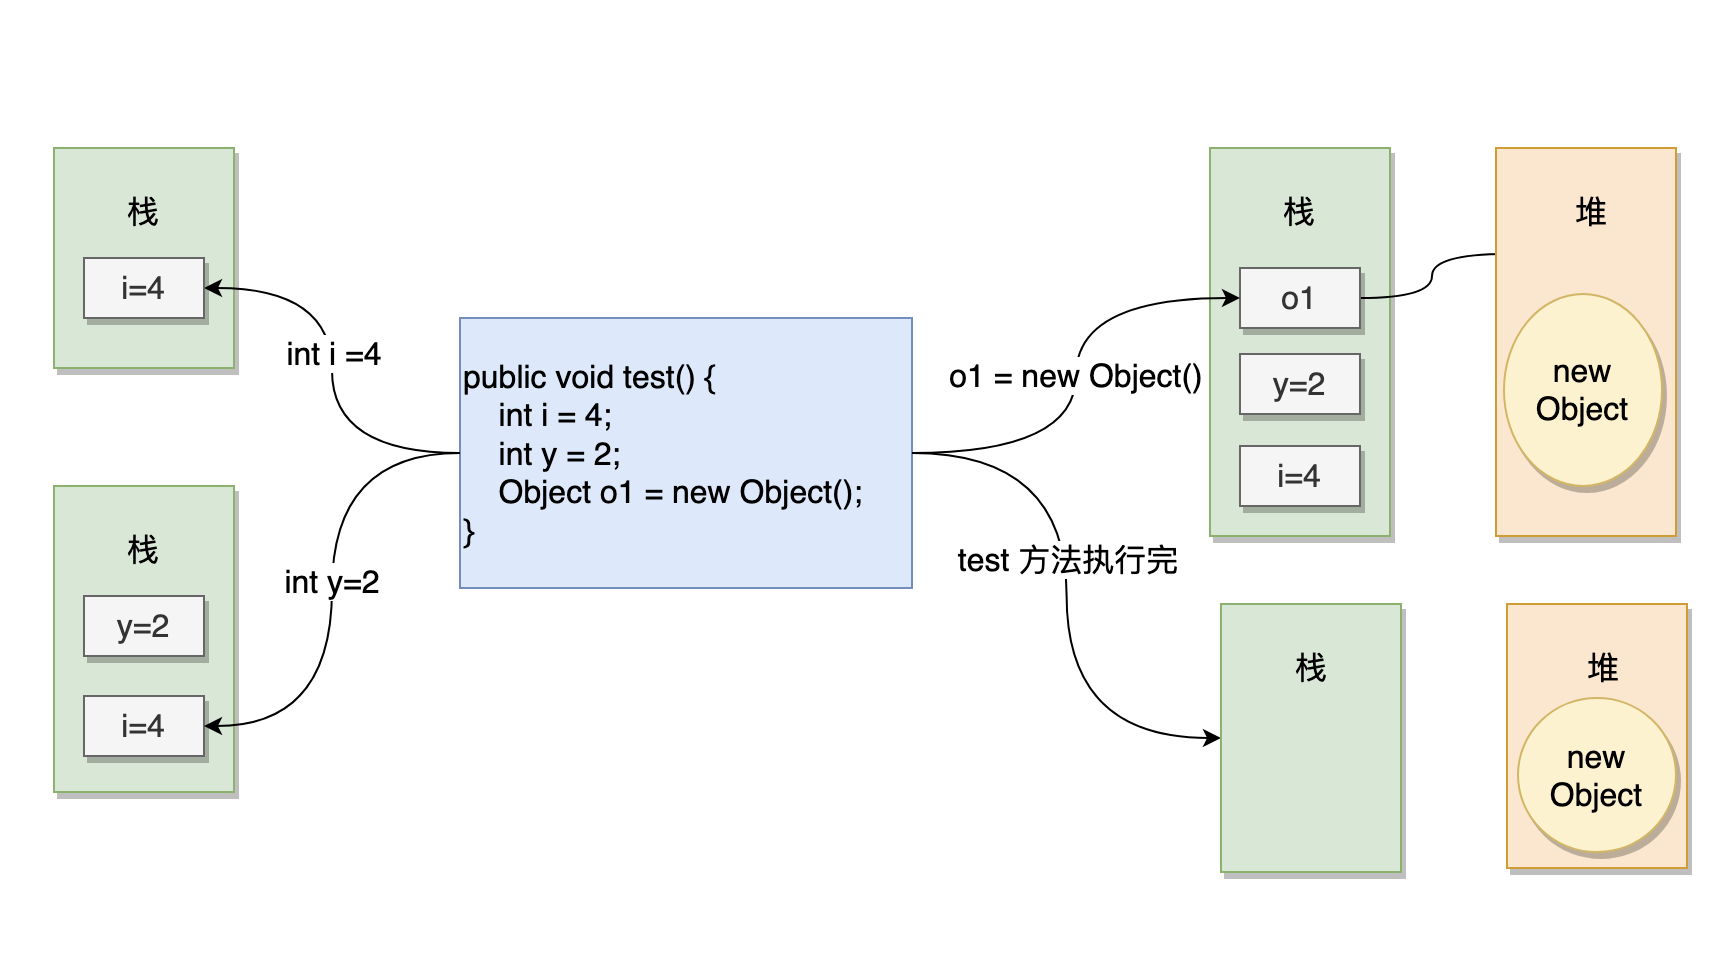 栈
i=4
int i =4
栈
y=2
i=4
int y=2
public void test() {
    int i = 4;
    int y = 2;
    Object o1 = new Object();
}
o1 = new Object()
test 方法执行完
栈
o1
y=2
i=4
堆
new
Object
栈
堆
new
Object